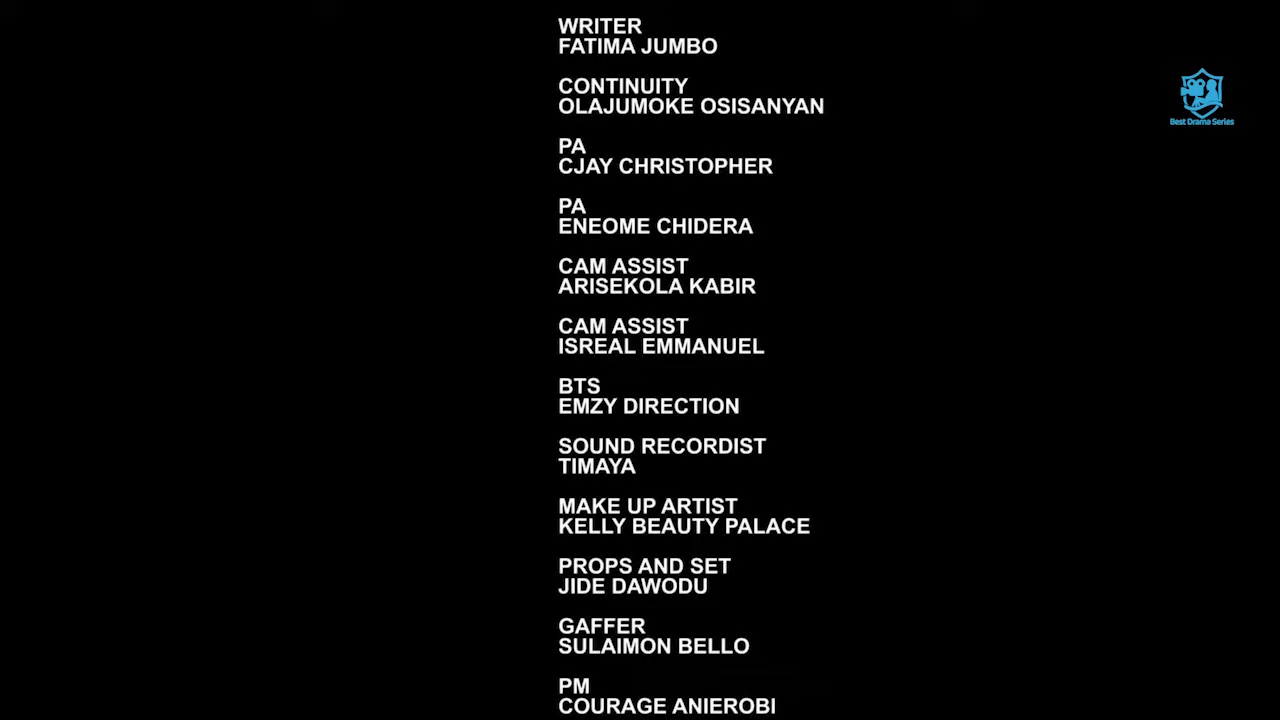 WRITER
FATIMA JUMBO
CONTINUITY
OLAJUMOKE OSISANYAN
PA
CJAY CHRISTOPHER
PA
ENEOME CHIDERA
CAM ASSIST
ARISEKOLA KABIR
CAM ASSIST
ISREAL EMMANUEL
BTS
EMZY DIRECTION
SOUND RECORDIST
TIMAYA
MAKE UP ARTIST
KELLY BEAUTY PALACE
PROPS AND SET
JIDE DAWODU
GAFFER
SULAIMON BELLO
PM
COURAGE ANIEROBI
Best Drama Series